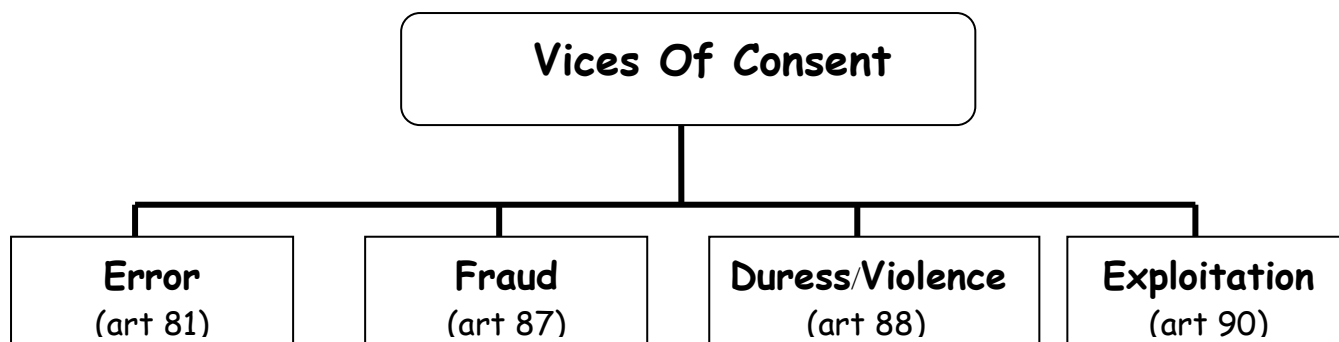 Vices Of Consent
Error
(art 81)
Fraud
(art 87)
Duress/Violence
(art 88)
Exploitation
(art 90)